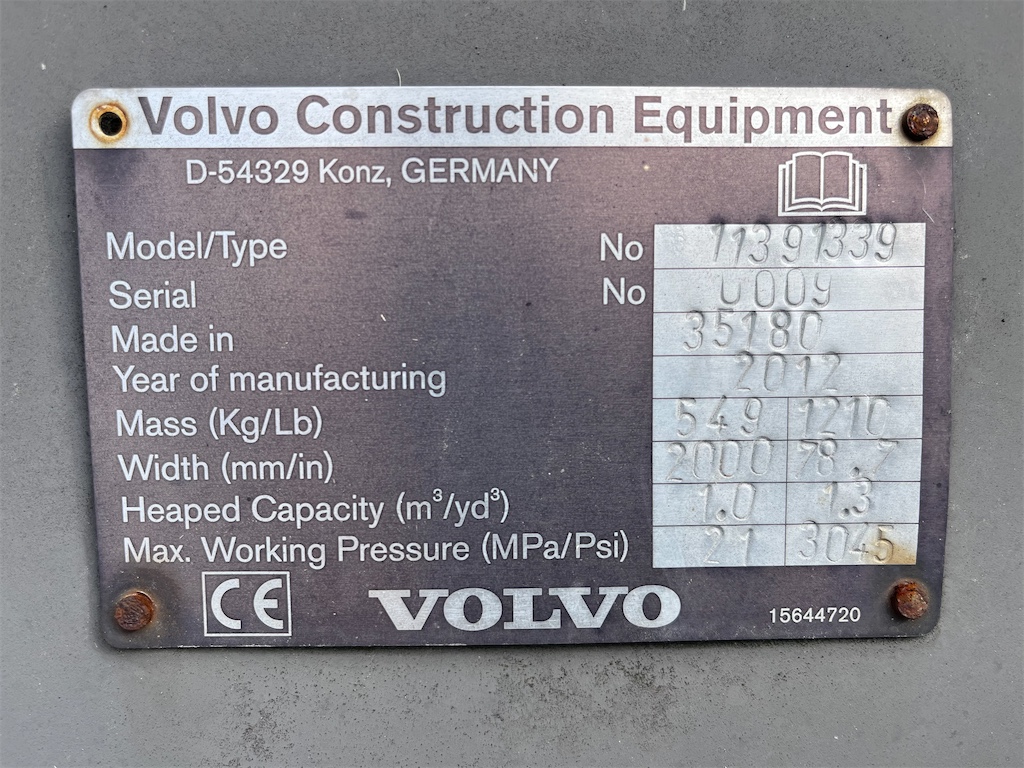 Volvo Construction Equipment
D-54329 Konz, GERMANY
Model/Type No 11391339
Serial No 0009
Made in 35180
Year of manufacturing 2012
Mass (Kg/Lb) 549 1210
Width (mm/in) 2000 78.7
Heaped Capacity (m³/yd³) 1.0 1.3
Max. Working Pressure (MPa/Psi) 21 3045
CE VOLVO 15644720